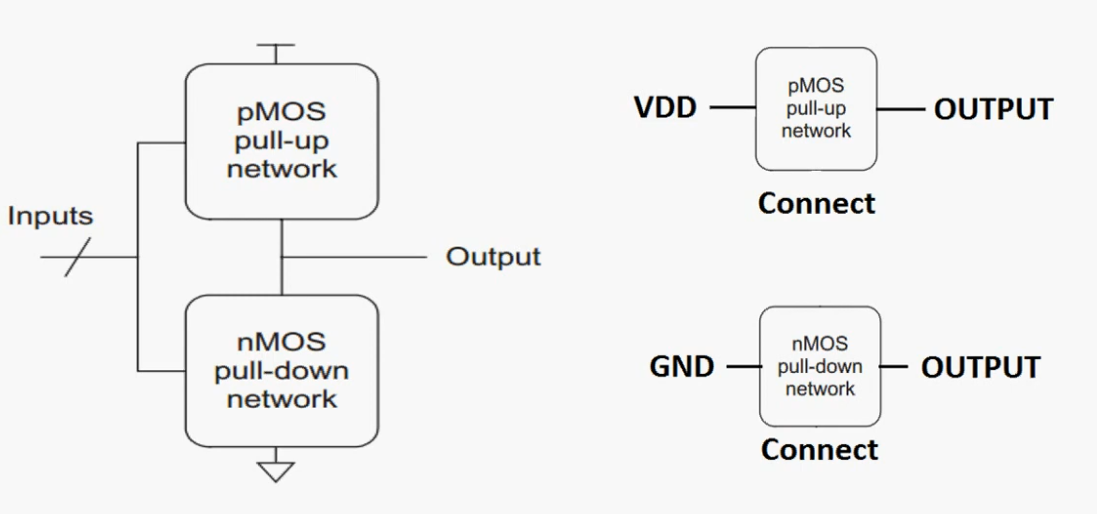 pMOS
pull-up
network
Inputs
Output
nMOS
pull-down
network
VDD
pMOS
pull-up
network
OUTPUT
Connect
GND
nMOS
pull-down
network
OUTPUT
Connect